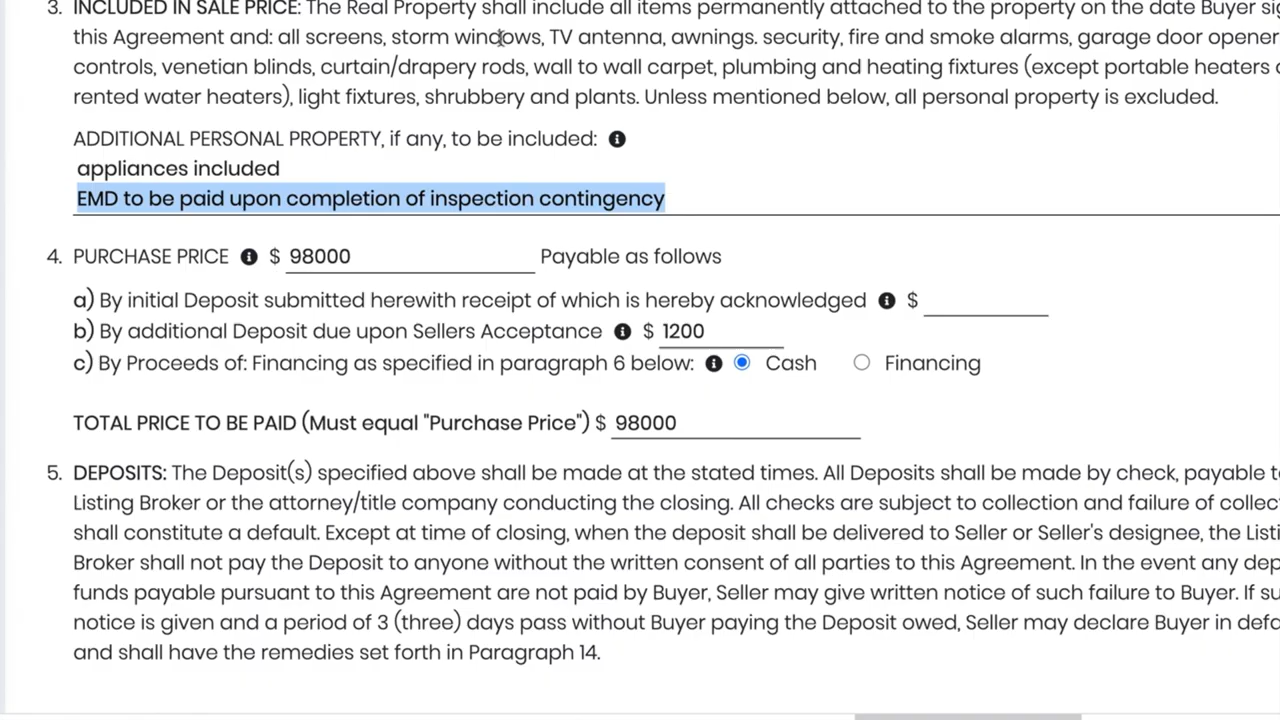 3. INCLUDED IN SALE PRICE: The Real Property shall include all items permanently attached to the property on the date Buyer
this Agreement and: all screens, storm windows, TV antenna, awnings. security, fire and smoke alarms, garage door opener
controls, venetian blinds, curtain/drapery rods, wall to wall carpet, plumbing and heating fixtures (except portable heaters
rented water heaters), light fixtures, shrubbery and plants. Unless mentioned below, all personal property is excluded.
ADDITIONAL PERSONAL PROPERTY, if any, to be included:
appliances included
EMD to be paid upon completion of inspection contingency
4. PURCHASE PRICE $ 98000 Payable as follows
a) By initial Deposit submitted herewith receipt of which is hereby acknowledged $
b) By additional Deposit due upon Sellers Acceptance $ 1200
c) By Proceeds of: Financing as specified in paragraph 6 below: Cash Financing
TOTAL PRICE TO BE PAID (Must equal "Purchase Price") $ 98000
5. DEPOSITS: The Deposit(s) specified above shall be made at the stated times. All Deposits shall be made by check, payable
Listing Broker or the attorney/title company conducting the closing. All checks are subject to collection and failure of
shall constitute a default. Except at time of closing, when the deposit shall be delivered to Seller or Seller's designee, the
Broker shall not pay the Deposit to anyone without the written consent of all parties to this Agreement. In the event any
funds payable pursuant to this Agreement are not paid by Buyer, Seller may give written notice of such failure to Buyer. If
notice is given and a period of 3 (three) days pass without Buyer paying the Deposit owed, Seller may declare Buyer in
and shall have the remedies set forth in Paragraph 14.